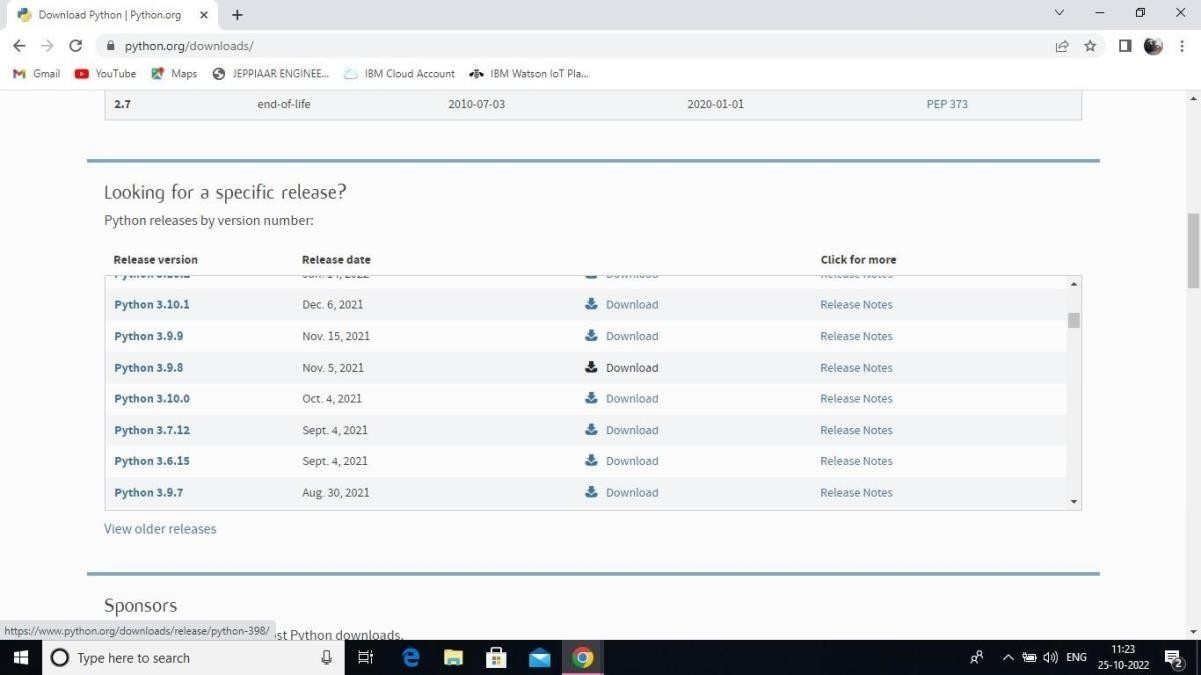 Download Python | Python.org
python.org/downloads/
Gmail YouTube Maps JEPPIAAR ENGINEE... IBM Cloud Account IBM Watson IoT Pla...
2.7 end-of-life 2010-07-03 2020-01-01 PEP 373
Looking for a specific release?
Python releases by version number:
Release version Release date Click for more
Python 3.10.1 Dec. 6, 2021 Download Release Notes
Python 3.9.9 Nov. 15, 2021 Download Release Notes
Python 3.9.8 Nov. 5, 2021 Download Release Notes
Python 3.10.0 Oct. 4, 2021 Download Release Notes
Python 3.7.12 Sept. 4, 2021 Download Release Notes
Python 3.6.15 Sept. 4, 2021 Download Release Notes
Python 3.9.7 Aug. 30, 2021 Download Release Notes
View older releases
Sponsors
https://www.python.org/downloads/release/python-398/ st Python downloads.
Type here to search ENG 11:23
25-10-2022 2